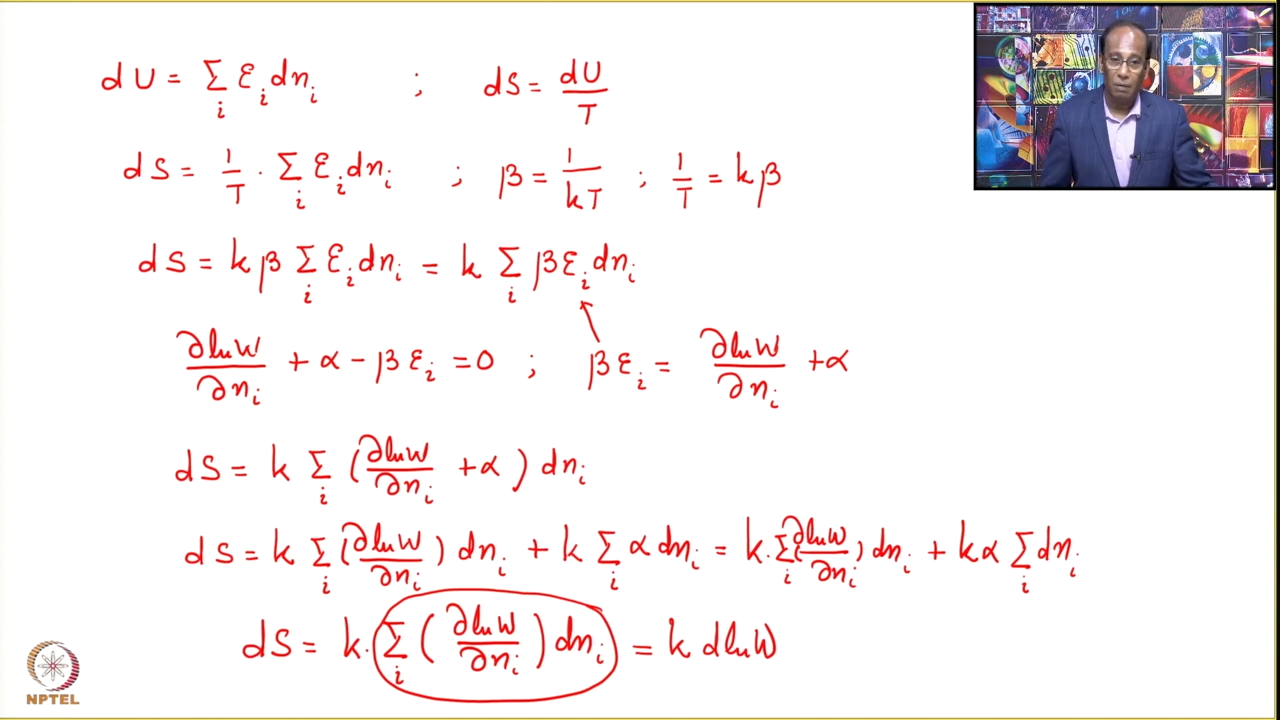 dU = Σ_i ε_i dn_i ; dS = dU/T
dS = 1/T · Σ_i ε_i dn_i ; β = 1/kT ; 1/T = kβ
dS = kβ Σ_i ε_i dn_i = k Σ_i βε_i dn_i
∂lnW/∂n_i + α − βε_i = 0 ; βε_i = ∂lnW/∂n_i + α
dS = k Σ_i (∂lnW/∂n_i + α) dn_i
dS = k Σ_i (∂lnW/∂n_i) dn_i + k Σ_i α dn_i = k · Σ_i (∂lnW/∂n_i) dn_i + kα Σ_i dn_i
dS = k · Σ_i (∂lnW/∂n_i) dn_i = k dlnW
NPTEL